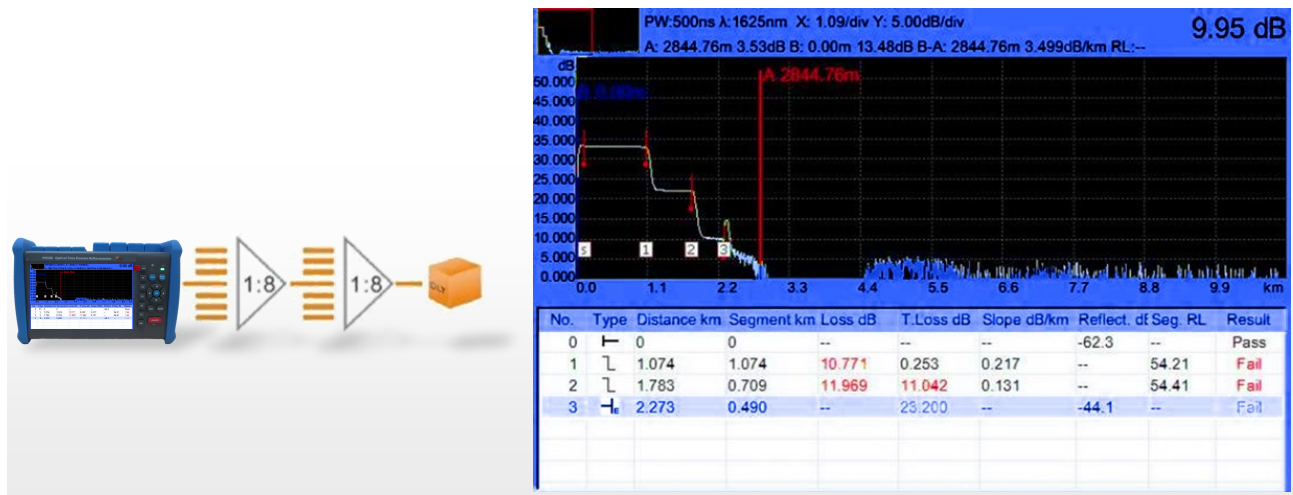 1:8
1:8
OLT
PW:500ns λ:1625nm X: 1.09/div Y: 5.00dB/div
9.95 dB
A: 2844.76m 3.53dB B: 0.00m 13.48dB B-A: 2844.76m 3.499dB/km RL:--
dB
50.000
45.000
40.000
35.000
30.000
25.000
20.000
15.000
10.000
5.000
0.000
A 2844.76m
B 0.00m
s 1 2 3
0.0 1.1 2.2 3.3 4.4 5.5 6.6 7.7 8.8 9.9 km
No. Type Distance km Segment km Loss dB T.Loss dB Slope dB/km Reflect. dE Seg. RL Result
0 0 0 -- -- -- -62.3 -- Pass
1 1.074 1.074 10.771 0.253 0.217 -- 54.21 Fail
2 1.783 0.709 11.969 11.042 0.131 -- 54.41 Fail
3 E 2.273 0.490 -- 23.200 -- -44.1 -- Fail